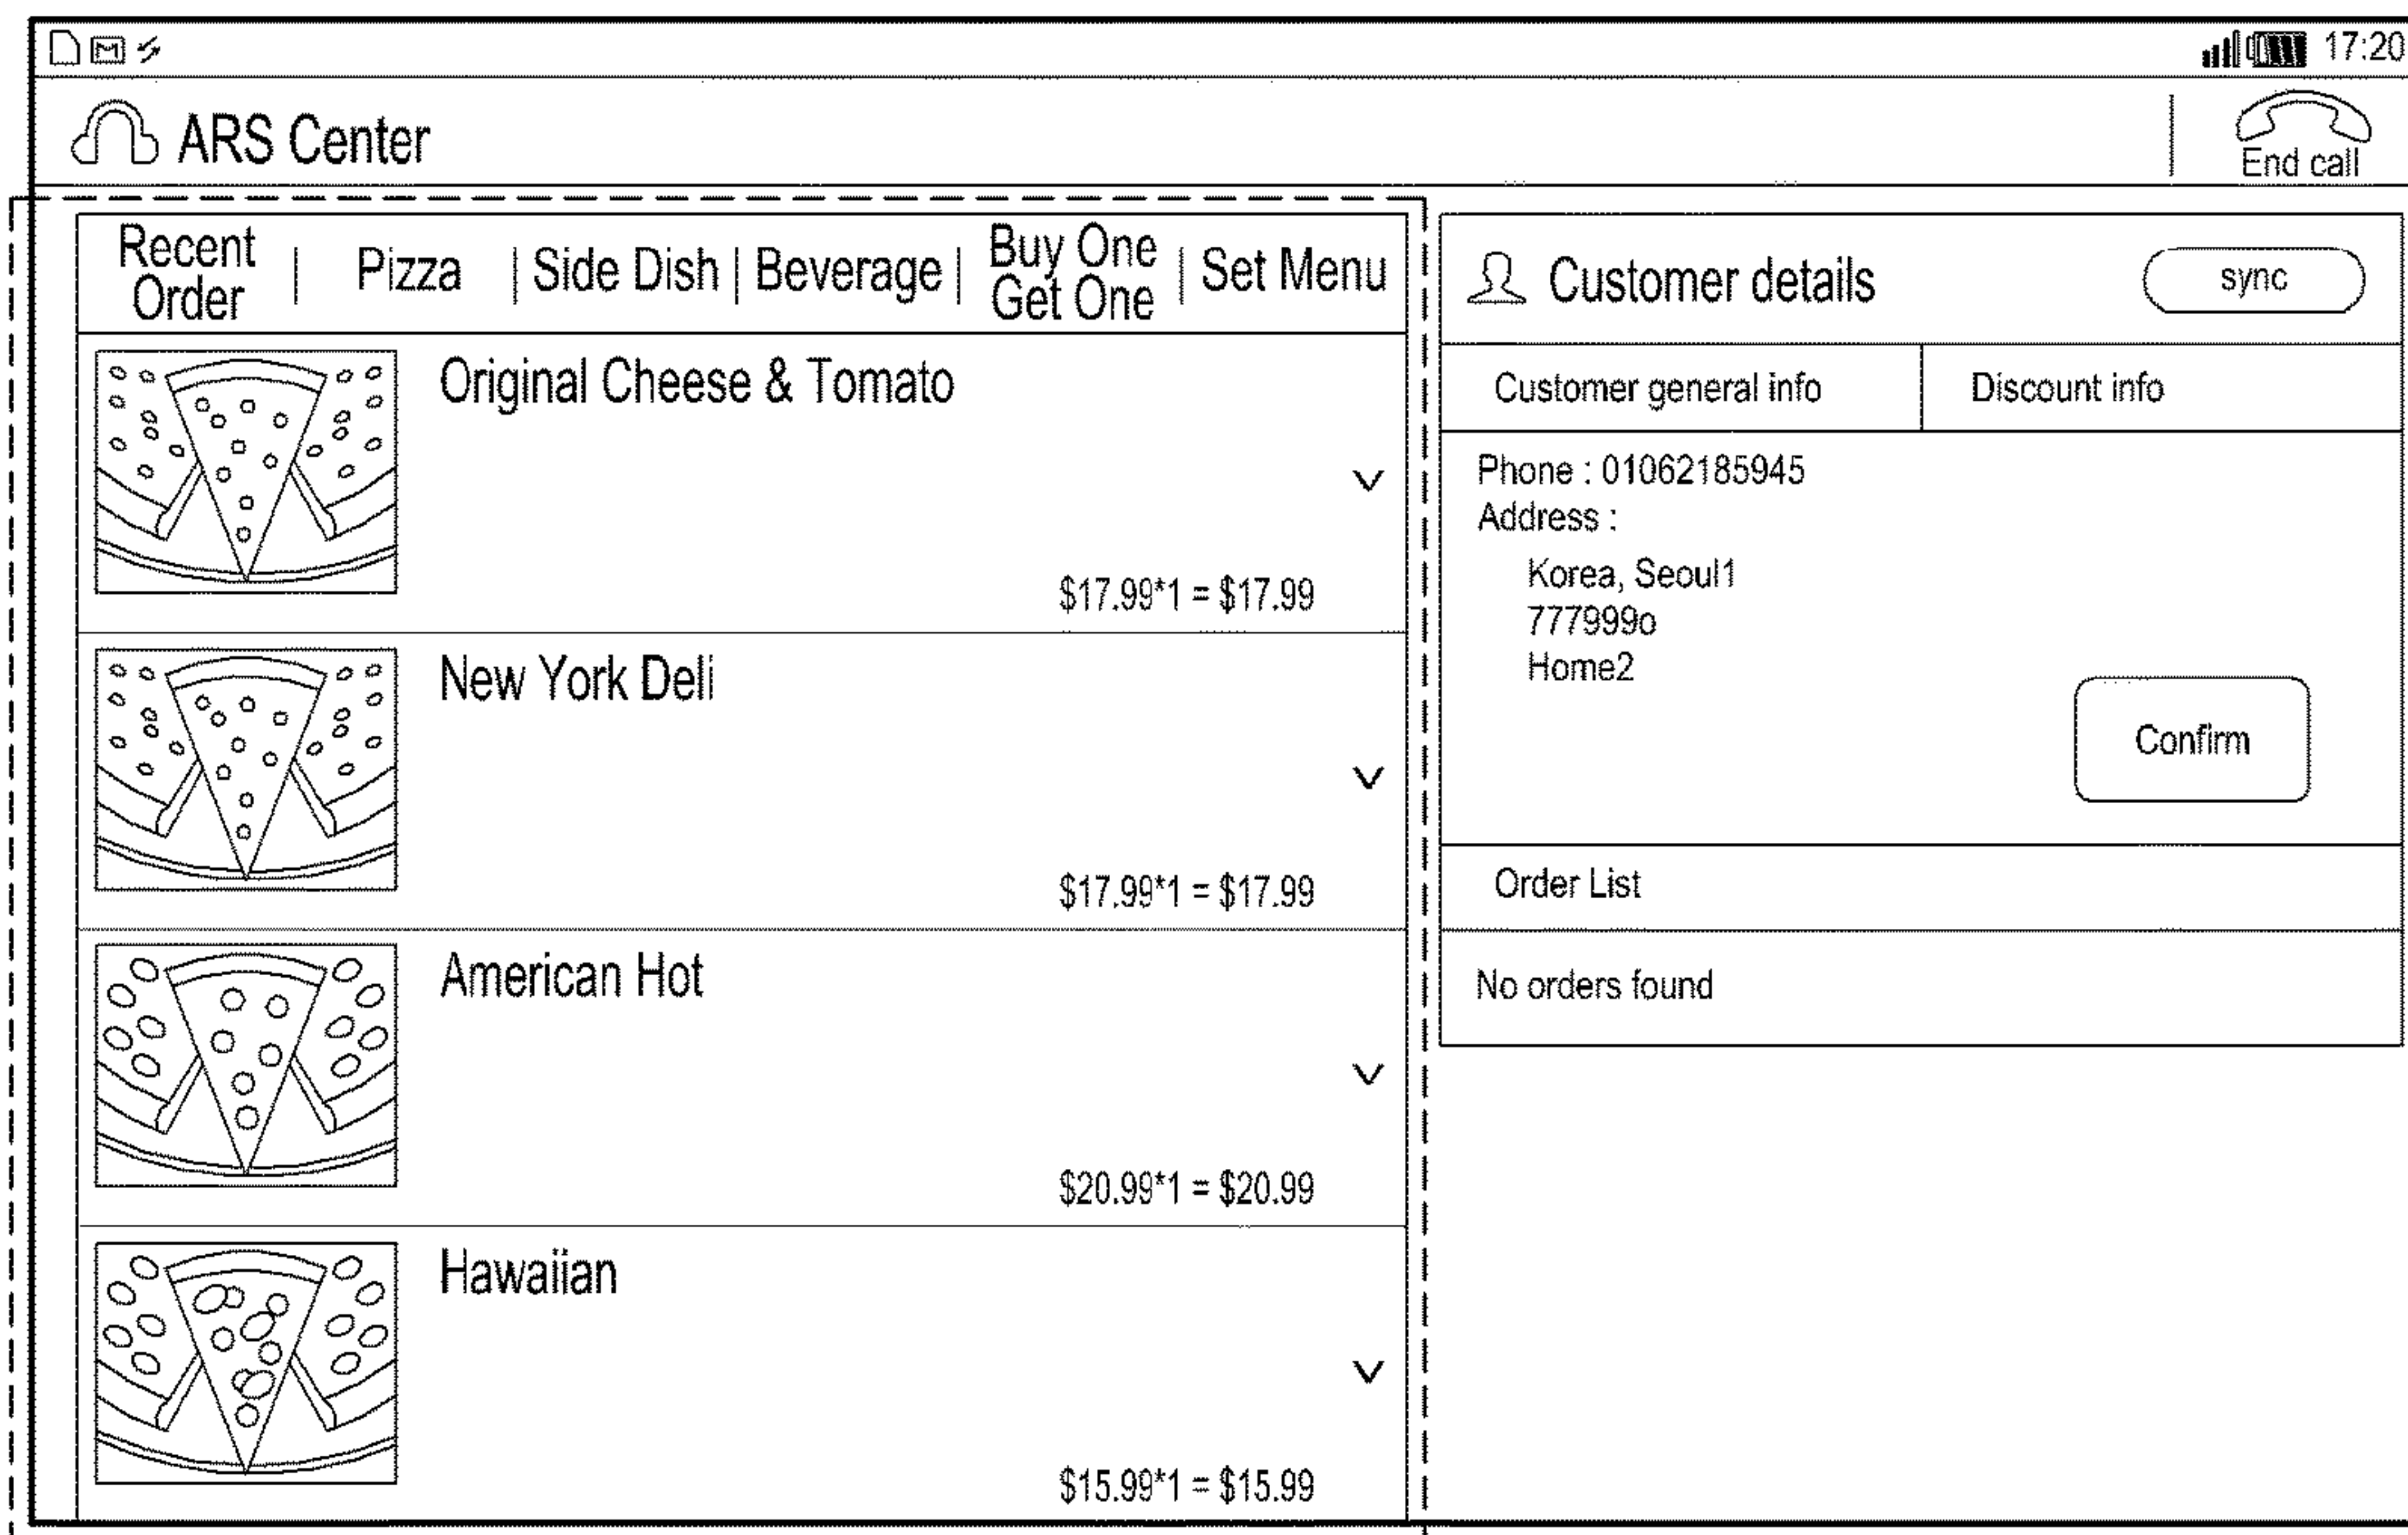 17:20
ARS Center
End call
Recent Order | Pizza | Side Dish | Beverage | Buy One Get One | Set Menu
Original Cheese & Tomato
$17.99*1 = $17.99
New York Deli
$17.99*1 = $17.99
American Hot
$20.99*1 = $20.99
Hawaiian
$15.99*1 = $15.99
Customer details
sync
Customer general info
Discount info
Phone : 01062185945
Address :
Korea, Seoul1
777999o
Home2
Confirm
Order List
No orders found